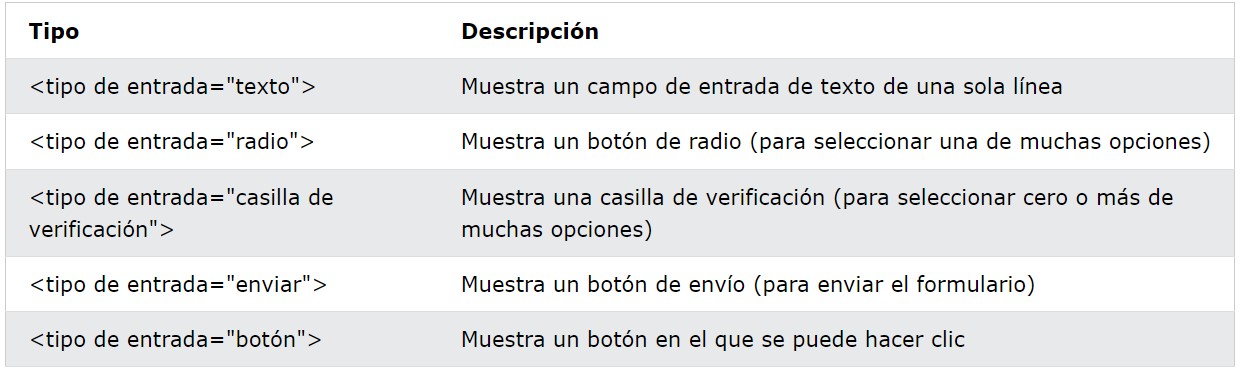 Tipo Descripción
<tipo de entrada="texto"> Muestra un campo de entrada de texto de una sola línea
<tipo de entrada="radio"> Muestra un botón de radio (para seleccionar una de muchas opciones)
<tipo de entrada="casilla de Muestra una casilla de verificación (para seleccionar cero o más de
verificación"> muchas opciones)
<tipo de entrada="enviar"> Muestra un botón de envío (para enviar el formulario)
<tipo de entrada="botón"> Muestra un botón en el que se puede hacer clic